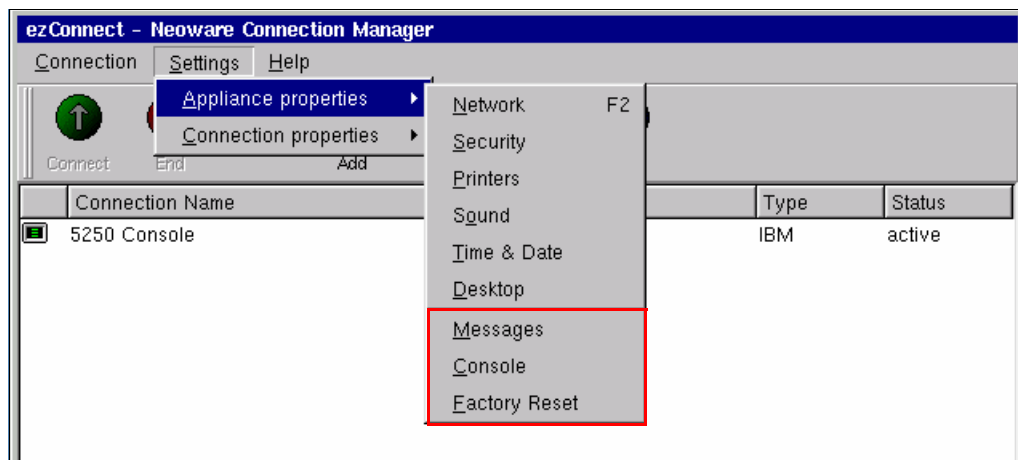 ezConnect - Neoware Connection Manager
Connection Settings Help
Appliance properties
Connection properties
Network F2
Security
Printers
Sound
Time & Date
Desktop
Messages
Console
Factory Reset
Connect End Add
Connection Name Type Status
5250 Console IBM active